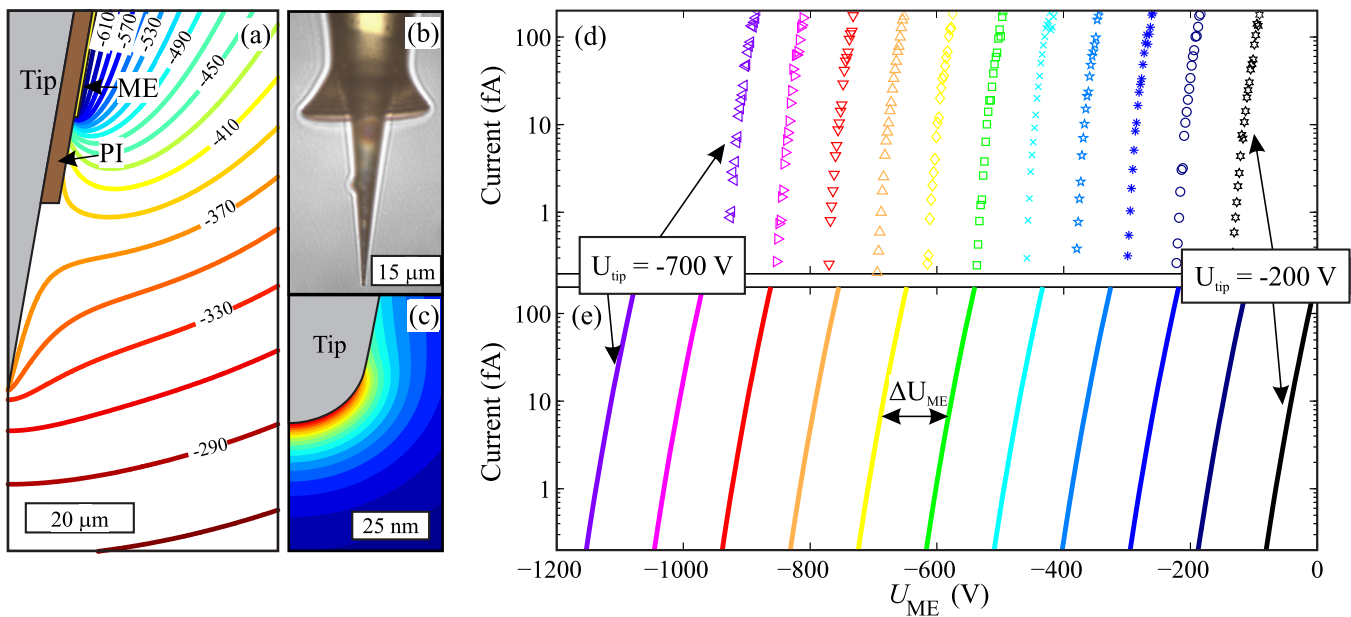 (a)
Tip
ME
PI
-610
-570
-530
-490
-450
-410
-370
-330
-290
20 μm
(b)
15 μm
(c)
Tip
25 nm
(d)
Current (fA)
100
10
1
U_tip = -700 V
U_tip = -200 V
(e)
Current (fA)
100
10
1
ΔU_ME
−1200 −1000 −800 −600 −400 −200 0
U_ME (V)